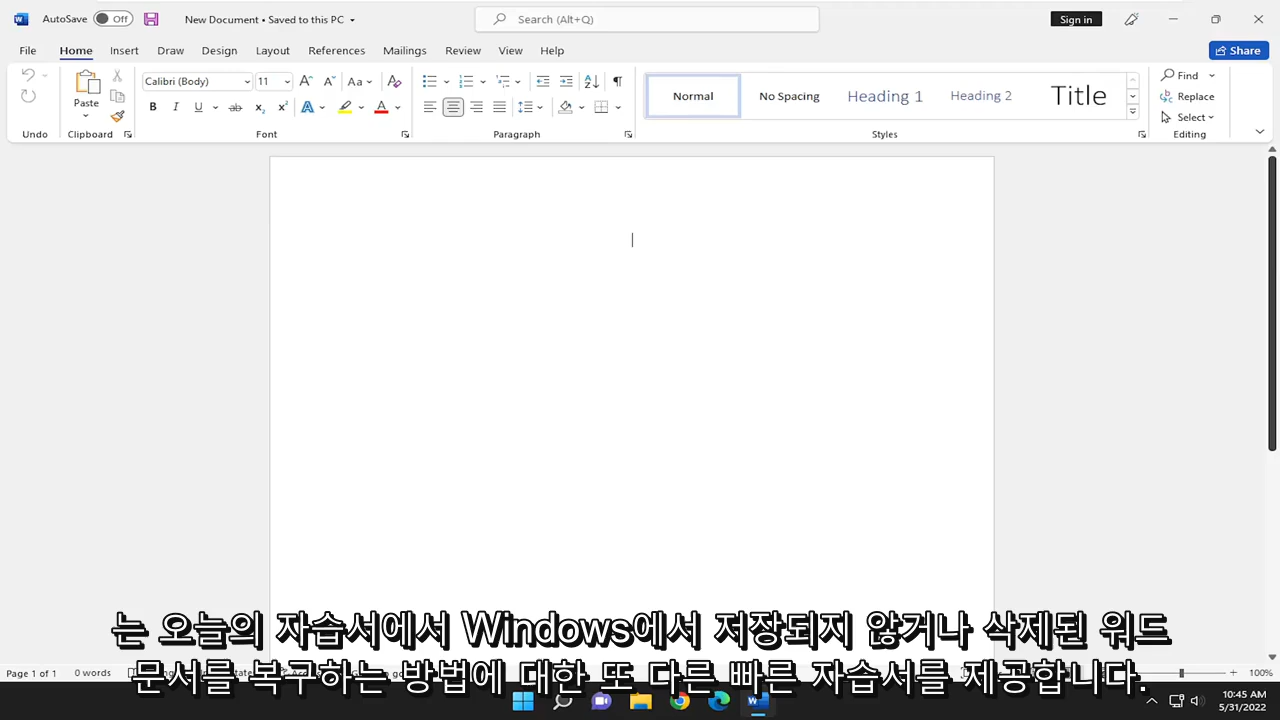 AutoSave Off New Document • Saved to this PC Search (Alt+Q) Sign in
File Home Insert Draw Design Layout References Mailings Review View Help Share
Paste Calibri (Body) 11 Normal No Spacing Heading 1 Heading 2 Title Find Replace Select
Undo Clipboard Font Paragraph Styles Editing
는 오늘의 자습서에서 Windows에서 저장되지 않거나 삭제된 워드
문서를 복구하는 방법에 대한 또 다른 빠른 자습서를 제공합니다.
Page 1 of 1 0 words 100%
10:45 AM
5/31/2022